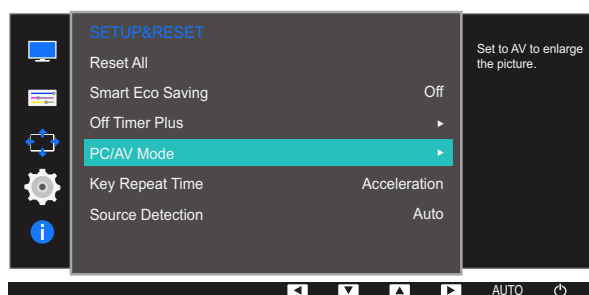 SETUP&RESET
Reset All
Smart Eco Saving Off
Off Timer Plus
PC/AV Mode
Key Repeat Time Acceleration
Source Detection Auto
Set to AV to enlarge
the picture.
AUTO